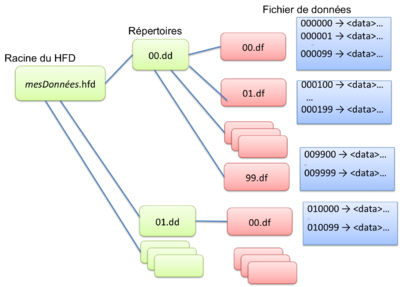 Fichier de données
Répertoires
Racine du HFD
mesDonnées.hfd
00.dd
00.df
000000 → <data>...
000001 → <data>...
.
000099 → <data>...
01.df
000100 → <data>...
...
000199 → <data>...
99.df
009900 → <data>...
.
009999 → <data>...
01.dd
00.df
010000 → <data>...
.
010099 → <data>...